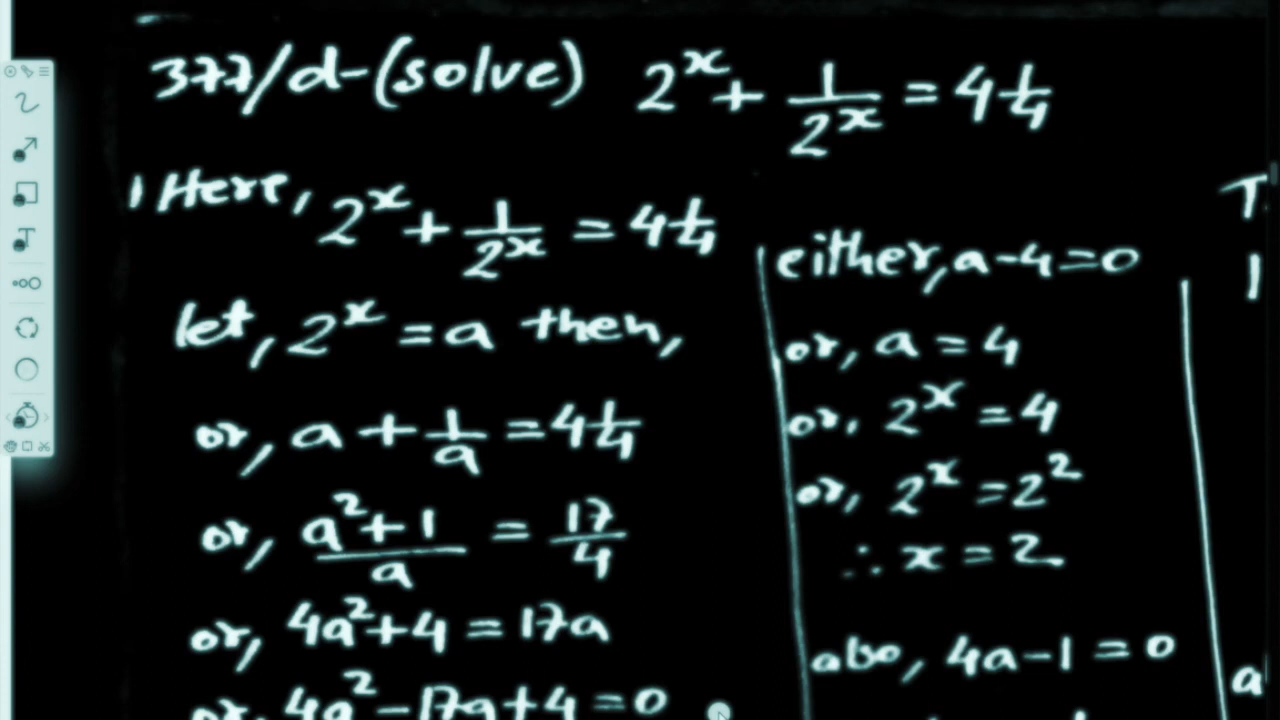 377/d-(solve) 2^x + 1/2^x = 4 1/4
Here, 2^x + 1/2^x = 4 1/4
let, 2^x = a then,
or, a + 1/a = 4 1/4
or, (a^2+1)/a = 17/4
or, 4a^2+4 = 17a
or, 4a^2-17a+4 = 0
either, a-4=0
or, a = 4
or, 2^x = 4
or, 2^x = 2^2
∴ x = 2
also, 4a-1 = 0
T
1
a